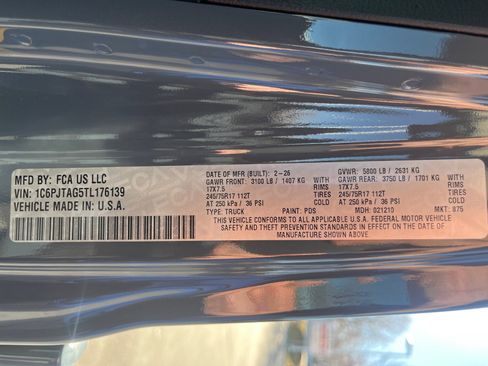 MFD BY: FCA US LLC
VIN: 1C6PJTAG5TL176139
VEHICLE MADE IN: U.S.A.
DATE OF MFR (BUILT): 2-26
GAWR FRONT: 3100 LB / 1407 KG
17X7.5 RIMS
245/75R17 112T TIRES
AT 250 kPa / 36 PSI COLD
TYPE: TRUCK PAINT: PDS
GVWR: 5800 LB / 2631 KG
GAWR REAR: 3750 LB / 1701 KG
17X7.5 RIMS
245/75R17 112T TIRES
AT 250 kPa / 36 PSI COLD
MDH: 021213 MKT: 875
THIS VEHICLE CONFORMS TO ALL APPLICABLE U.S.A. FEDERAL MOTOR VEHICLE
SAFETY AND THEFT PREVENTION STANDARDS IN EFFECT ON THE DATE OF
MANUFACTURE SHOWN ABOVE.